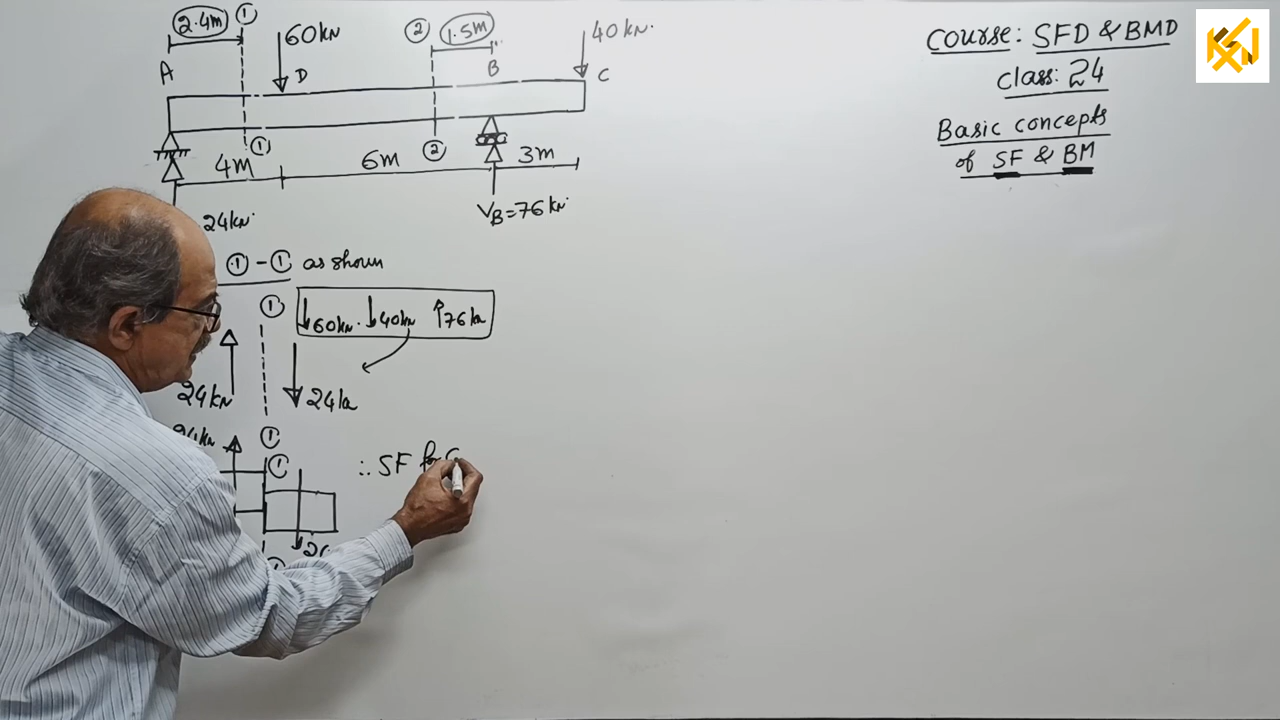 Course: SFD & BMD
Class: 24
Basic concepts
of SF & BM
2.4m ① 60kN ② 1.5m 40kN.
A D B C
① ②
4m 6m 3m
24kN. VB=76kN.
①-① as shown
① ↓60kN. ↓40kN ↑76kN
24kN 24kN
24kN ①
① ∴ SF for